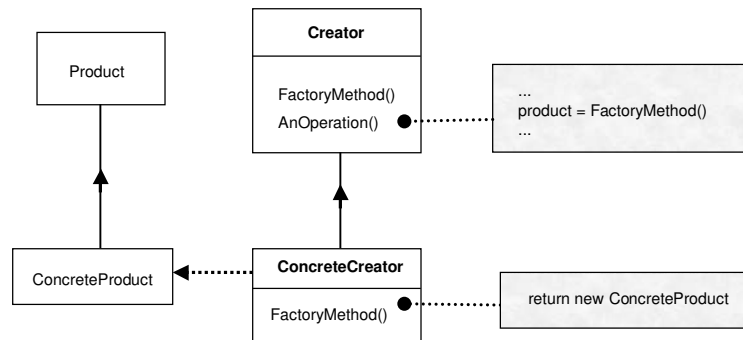 Creator
Product
FactoryMethod()
AnOperation()
...
product = FactoryMethod()
...
ConcreteProduct
ConcreteCreator
FactoryMethod()
return new ConcreteProduct